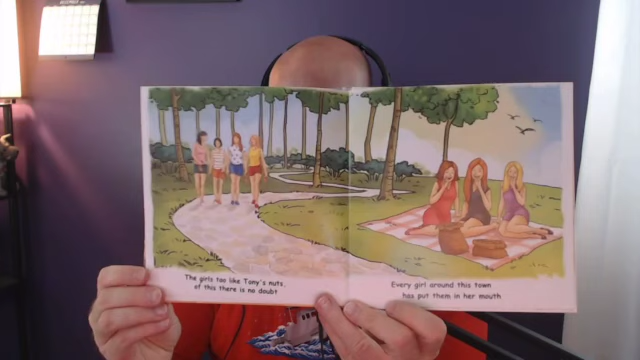 The girls too like Tony's nuts,
of this there is no doubt
Every girl around this town
has put them in her mouth